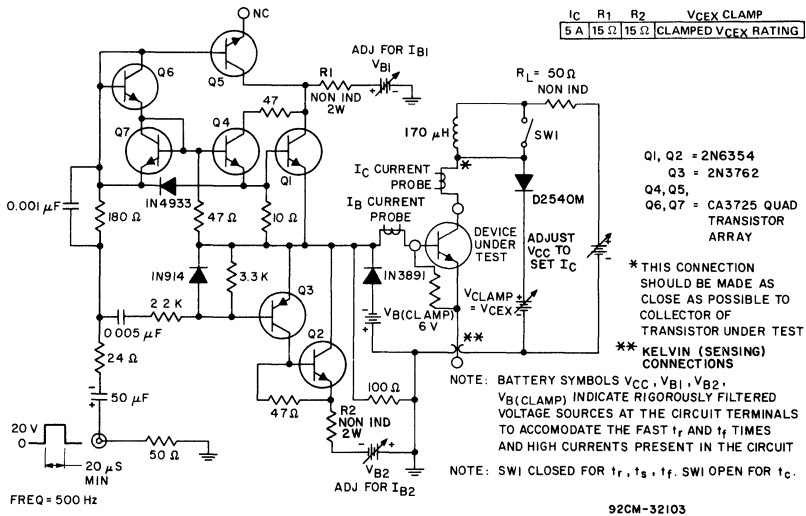 IC R1 R2 VCEX CLAMP
5 A 15 Ω 15 Ω CLAMPED VCEX RATING
NC
Q6
Q5
ADJ FOR IB1
VB1
+ -
R1
NON IND
2W
RL = 50 Ω
NON IND
Q7
Q4
47
Q1
170 μH
SW1
*
IC CURRENT
PROBE
IB CURRENT
PROBE
Q1, Q2 = 2N6354
Q3 = 2N3762
Q4, Q5,
Q6, Q7 = CA3725 QUAD
TRANSISTOR
ARRAY
0.001 μF
180 Ω
IN4933
47 Ω
10 Ω
D2540M
DEVICE
UNDER
TEST
ADJUST
VCC TO
SET IC
IN914
3.3 K
IN3891
* THIS CONNECTION
SHOULD BE MADE AS
CLOSE AS POSSIBLE TO
COLLECTOR OF
TRANSISTOR UNDER TEST
2 2 K
0 005 μF
Q3
VB(CLAMP)
6 V
VCLAMP
= VCEX
**
** KELVIN (SENSING)
CONNECTIONS
Q2
24 Ω
50 μF
47 Ω
100 Ω
R2
NON IND
2W
NOTE: BATTERY SYMBOLS VCC, VB1, VB2,
VB(CLAMP) INDICATE RIGOROUSLY FILTERED
VOLTAGE SOURCES AT THE CIRCUIT TERMINALS
TO ACCOMODATE THE FAST tr AND tf TIMES
AND HIGH CURRENTS PRESENT IN THE CIRCUIT
20 V
0
20 μS
MIN
50 Ω
- +
VB2
ADJ FOR IB2
NOTE: SW1 CLOSED FOR tr, ts, tf. SW1 OPEN FOR tc.
FREQ = 500 Hz
92CM-32103